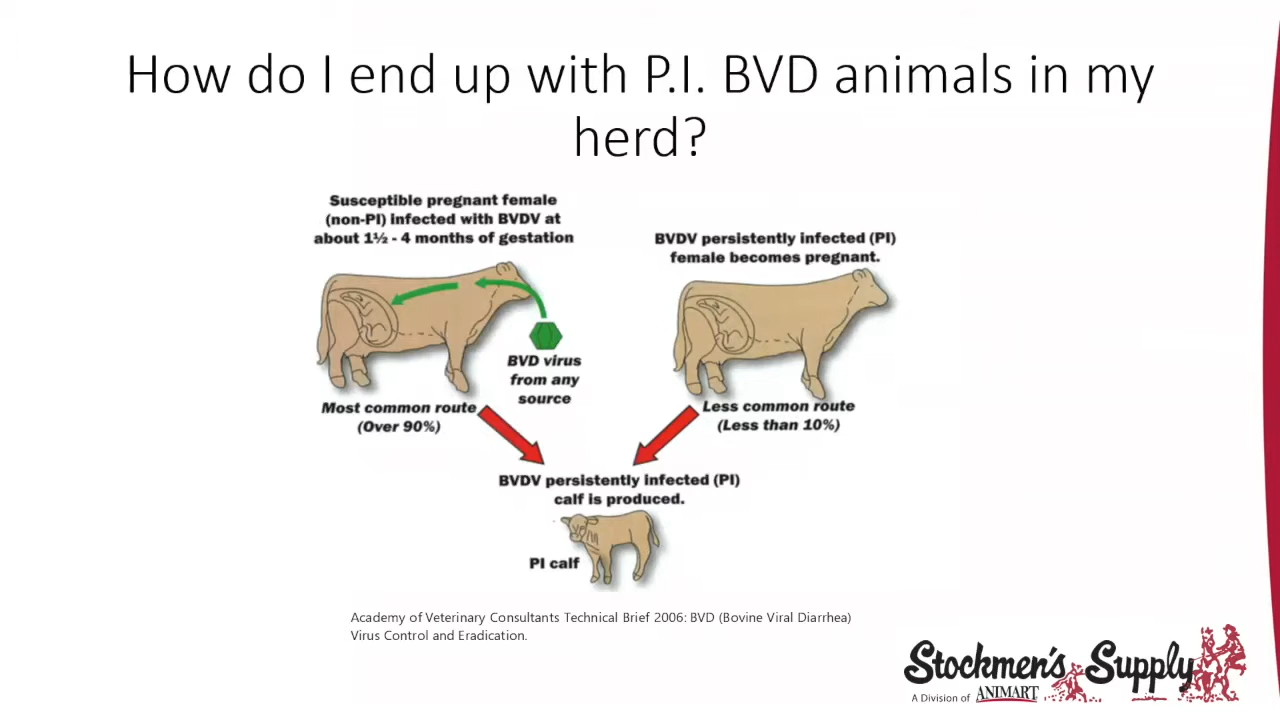 How do I end up with P.I. BVD animals in my
herd?
Susceptible pregnant female
(non-PI) infected with BVDV at
about 1½ - 4 months of gestation
BVDV persistently infected (PI)
female becomes pregnant.
BVD virus
from any
source
Most common route
(Over 90%)
Less common route
(Less than 10%)
BVDV persistently infected (PI)
calf is produced.
PI calf
Academy of Veterinary Consultants Technical Brief 2006: BVD (Bovine Viral Diarrhea)
Virus Control and Eradication.
Stockmen's Supply
A Division of ANIMART